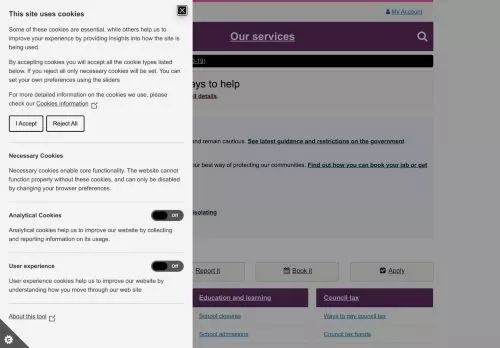 This site uses cookies
Some of these cookies are essential, while others help us to
improve your experience by providing insights into how the site is
being used.
By accepting cookies you will accept all the cookie types listed
below. If you reject all only necessary cookies will be set. You can
set your own preferences using the sliders
For more detailed information on the cookies we use, please
check our Cookies information
I Accept
Reject All
Necessary Cookies
Necessary cookies enable core functionality. The website cannot
function properly without these cookies, and can only be disabled
by changing your browser preferences.
Analytical Cookies
Off
Analytical cookies help us to improve our website by collecting
and reporting information on its usage.
User experience
Off
User experience cookies help us to improve our website by
understanding how you move through our web site
About this tool
My Account
Our services
-19)
ys to help
details.
nd remain cautious. See latest guidance and restrictions on the government
our best way of protecting our communities. Find out how you can book your jab or get
isolating
Report it
Book it
Apply
Education and learning
Council tax
School closures
Ways to pay council tax
School admissions
Council tax bands